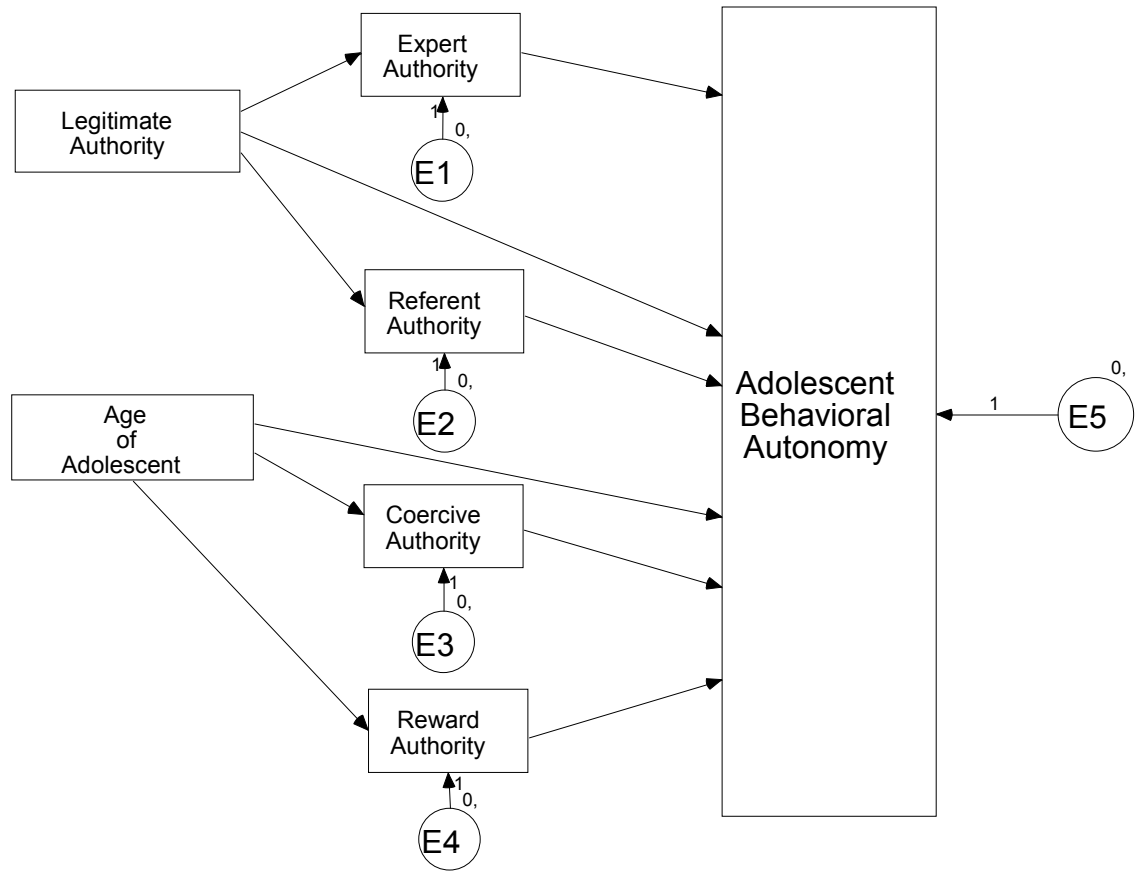 Expert
Authority
Legitimate
Authority
1
0,
E1
Referent
Authority
1
0,
E2
Adolescent
Behavioral
Autonomy
0,
1
E5
Age
of
Adolescent
Coercive
Authority
1
0,
E3
Reward
Authority
1
0,
E4